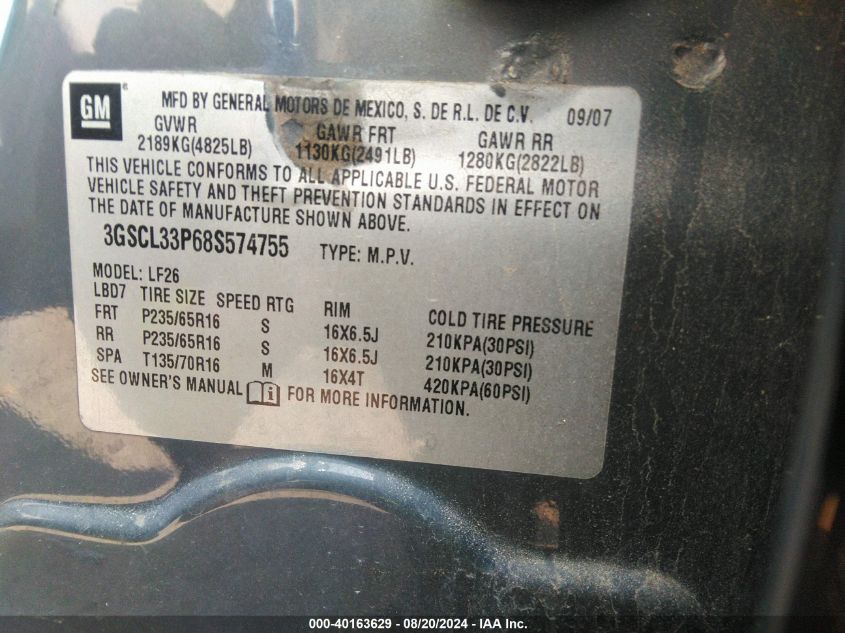 GM
MFD BY GENERAL MOTORS DE MEXICO, S. DE R.L. DE C.V. 09/07
GVWR GAWR FRT GAWR RR
2189KG(4825LB) 1130KG(2491LB) 1280KG(2822LB)
THIS VEHICLE CONFORMS TO ALL APPLICABLE U.S. FEDERAL MOTOR
VEHICLE SAFETY AND THEFT PREVENTION STANDARDS IN EFFECT ON
THE DATE OF MANUFACTURE SHOWN ABOVE.
3GSCL33P68S574755 TYPE: M.P.V.
MODEL: LF26
LBD7 TIRE SIZE SPEED RTG RIM COLD TIRE PRESSURE
FRT P235/65R16 S 16X6.5J 210KPA(30PSI)
RR P235/65R16 S 16X6.5J 210KPA(30PSI)
SPA T135/70R16 M 16X4T 420KPA(60PSI)
SEE OWNER'S MANUAL i FOR MORE INFORMATION.
000-40163629 - 08/20/2024 - IAA Inc.